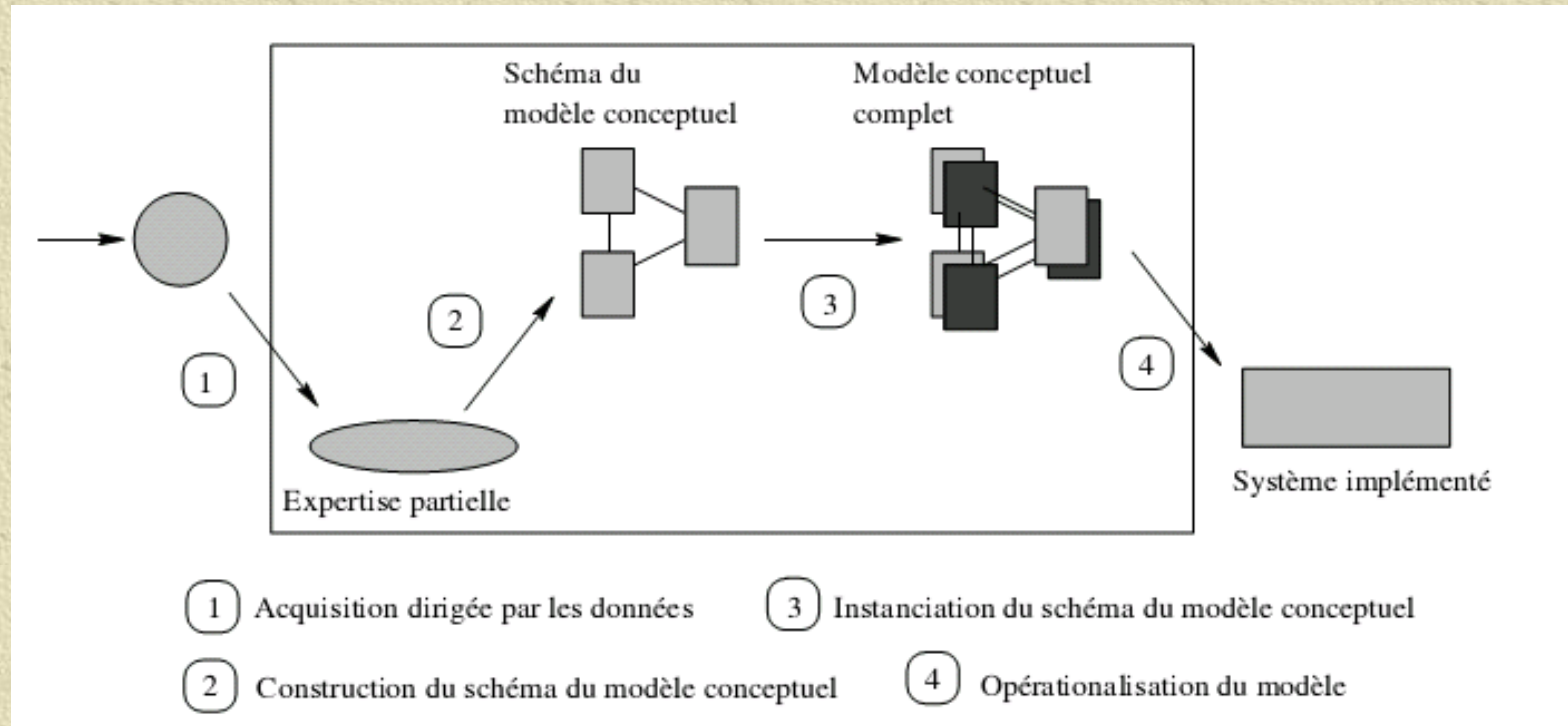 Schéma du
modèle conceptuel
Modèle conceptuel
complet
2
3
1
4
Expertise partielle
Système implémenté
1 Acquisition dirigée par les données
3 Instanciation du schéma du modèle conceptuel
2 Construction du schéma du modèle conceptuel
4 Opérationalisation du modèle